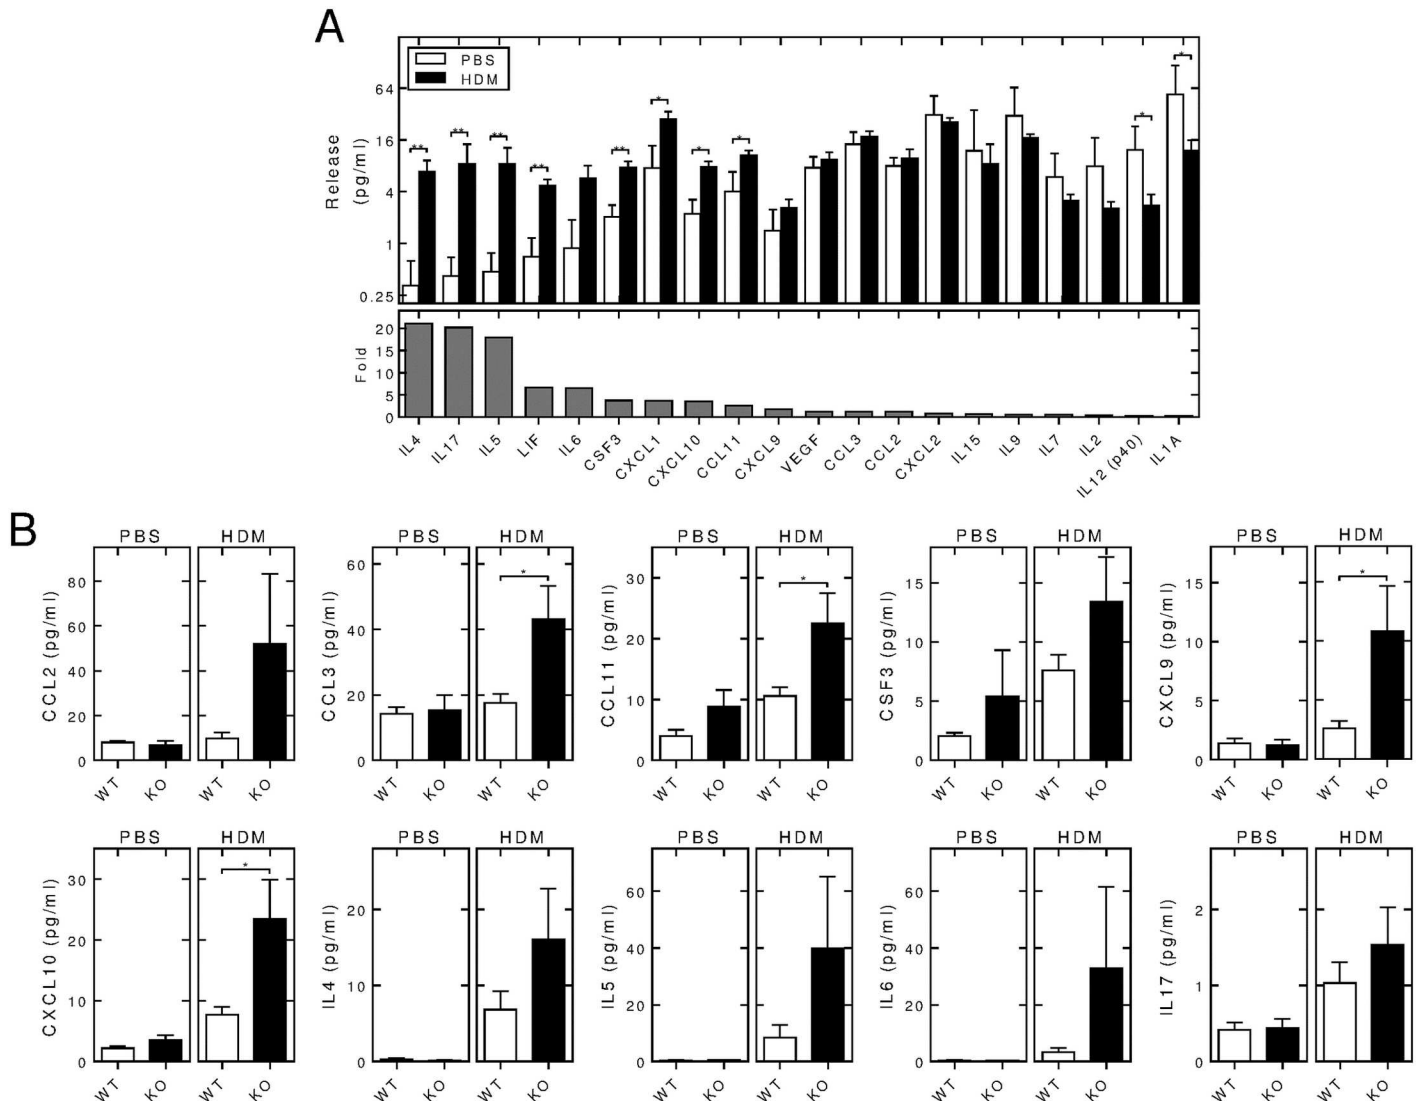 A
PBS
HDM
64
16
4
1
0.25
Release
(pg/ml)
** ** ** ** ** * * * * *
20
15
10
5
0
Fold
IL4 IL17 IL5 LIF IL6 CSF3 CXCL1 CXCL10 CCL11 CXCL9 VEGF CCL3 CCL2 CXCL2 IL15 IL9 IL7 IL2 IL12 (p40) IL1A
B
PBS HDM
CCL2 (pg/ml)
80
60
40
20
0
WT KO WT KO
PBS HDM
CCL3 (pg/ml)
60
40
20
0
*
WT KO WT KO
PBS HDM
CCL11 (pg/ml)
30
20
10
0
*
WT KO WT KO
PBS HDM
CSF3 (pg/ml)
15
10
5
0
WT KO WT KO
PBS HDM
CXCL9 (pg/ml)
15
10
5
0
*
WT KO WT KO
PBS HDM
CXCL10 (pg/ml)
30
20
10
0
*
WT KO WT KO
PBS HDM
IL4 (pg/ml)
20
10
0
WT KO WT KO
PBS HDM
IL5 (pg/ml)
60
40
20
0
WT KO WT KO
PBS HDM
IL6 (pg/ml)
60
40
20
0
WT KO WT KO
PBS HDM
IL17 (pg/ml)
2
1
0
WT KO WT KO